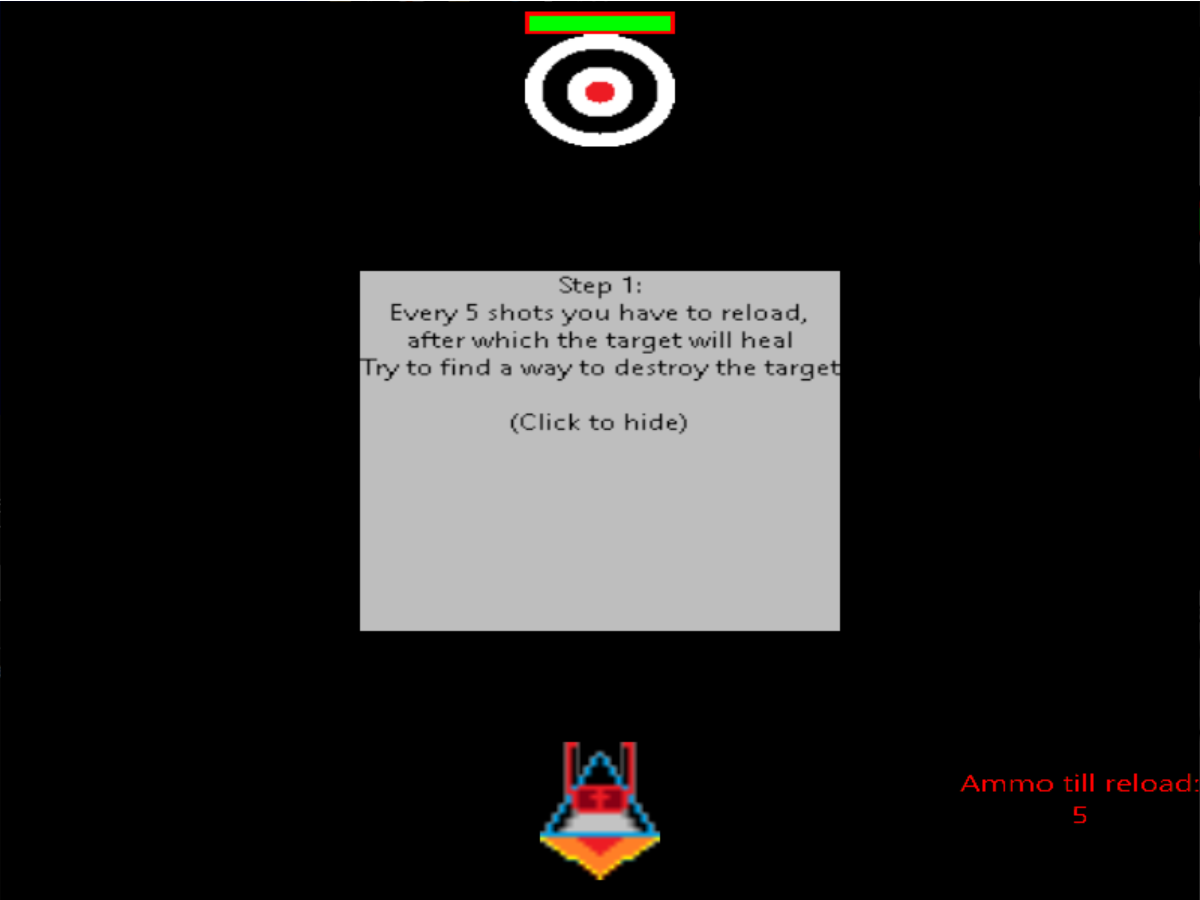 Step 1:
Every 5 shots you have to reload,
after which the target will heal
Try to find a way to destroy the target
(Click to hide)
Ammo till reload:
5